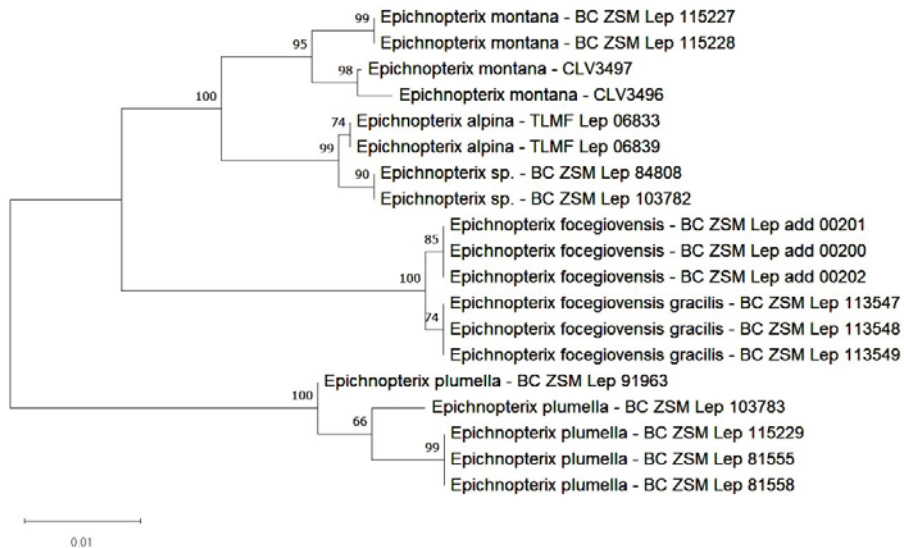 99 Epichnopterix montana - BC ZSM Lep 115227
Epichnopterix montana - BC ZSM Lep 115228
95
98 Epichnopterix montana - CLV3497
Epichnopterix montana - CLV3496
100
74 Epichnopterix alpina - TLMF Lep 06833
99 Epichnopterix alpina - TLMF Lep 06839
90 Epichnopterix sp. - BC ZSM Lep 84808
Epichnopterix sp. - BC ZSM Lep 103782
Epichnopterix focegiovensis - BC ZSM Lep add 00201
85 Epichnopterix focegiovensis - BC ZSM Lep add 00200
Epichnopterix focegiovensis - BC ZSM Lep add 00202
100
Epichnopterix focegiovensis gracilis - BC ZSM Lep 113547
74 Epichnopterix focegiovensis gracilis - BC ZSM Lep 113548
Epichnopterix focegiovensis gracilis - BC ZSM Lep 113549
100 Epichnopterix plumella - BC ZSM Lep 91963
Epichnopterix plumella - BC ZSM Lep 103783
66
Epichnopterix plumella - BC ZSM Lep 115229
99 Epichnopterix plumella - BC ZSM Lep 81555
Epichnopterix plumella - BC ZSM Lep 81558
0.01